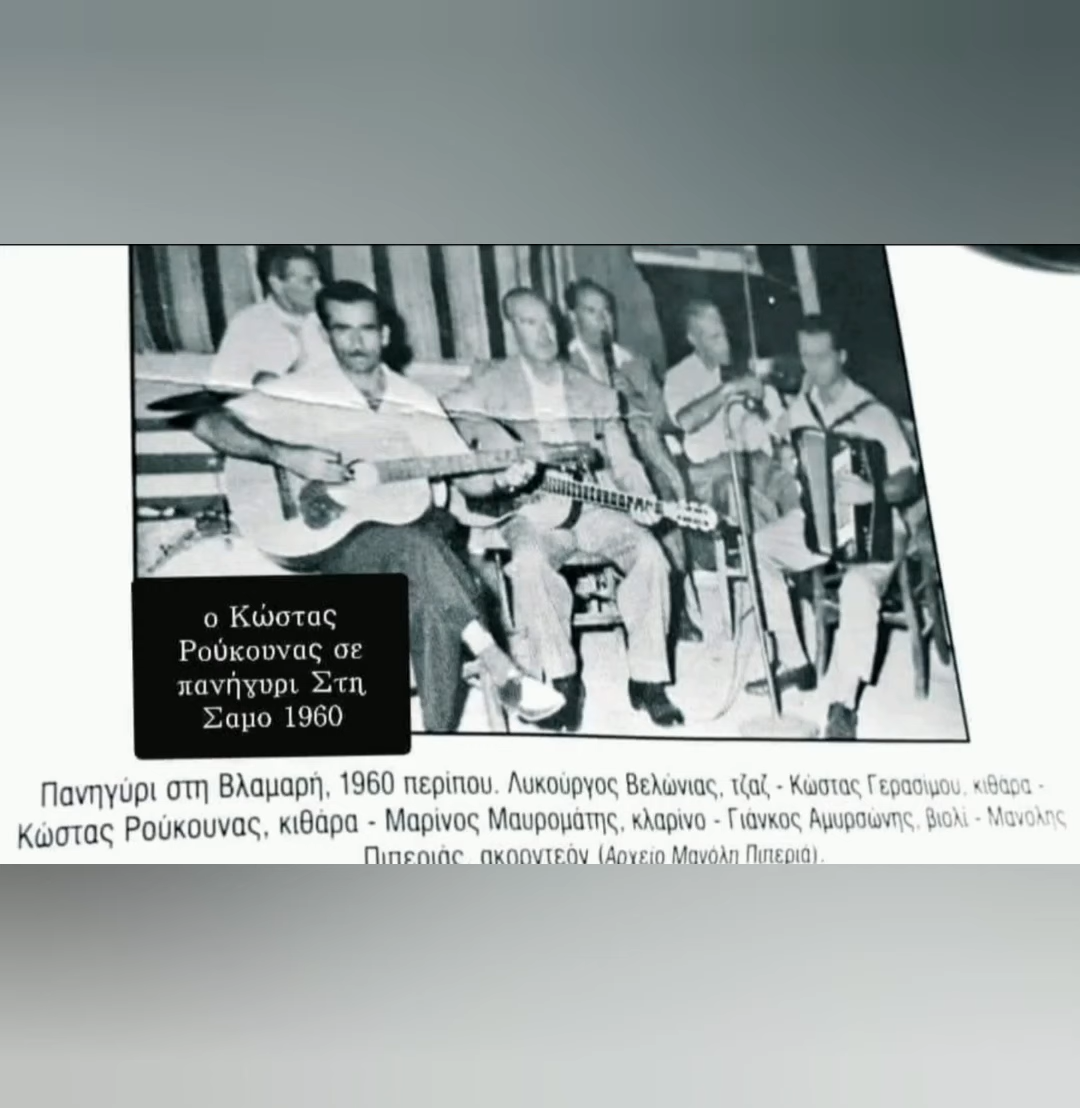 ο Κώστας
Ρούκουνας σε
πανήγυρι Στη
Σαμο 1960
Πανηγύρι στη Βλαμαρή, 1960 περίπου. Λυκούργος Βελώνιας, τζαζ - Κώστας Γερασίμου, κιθάρα -
Κώστας Ρούκουνας, κιθάρα - Μαρίνος Μαυρομάτης, κλαρίνο - Γιάνκος Αμυρσώνης, βιολί - Μανόλης
Πιπεριάς, ακορντεόν (Αρχείο Μανόλη Πιπεριά).